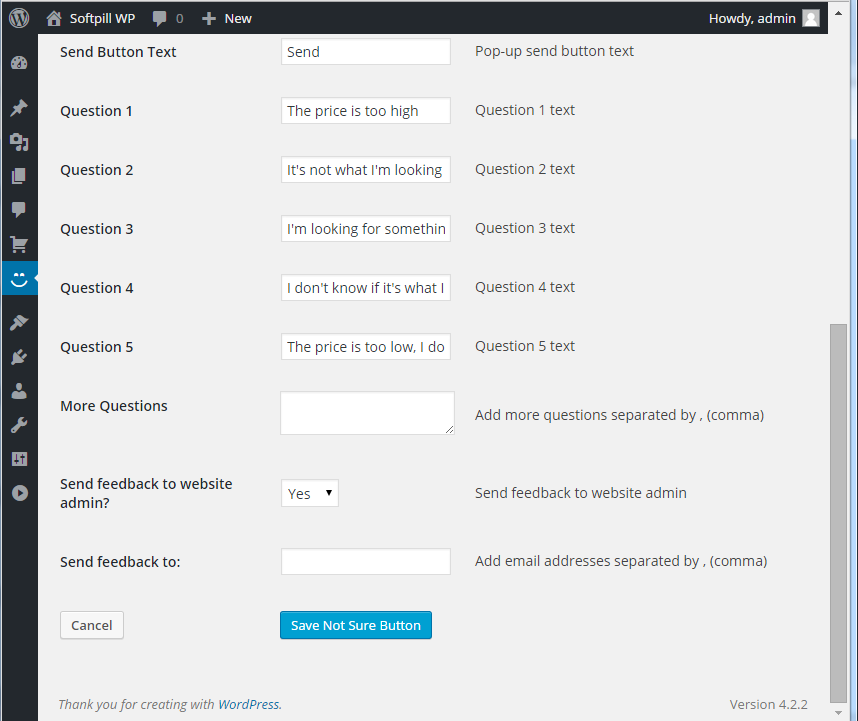 Softpill WP 0 New Howdy, admin
Send Button Text Send Pop-up send button text
Question 1 The price is too high Question 1 text
Question 2 It's not what I'm looking Question 2 text
Question 3 I'm looking for somethin Question 3 text
Question 4 I don't know if it's what I Question 4 text
Question 5 The price is too low, I do Question 5 text
More Questions Add more questions separated by , (comma)
Send feedback to website
admin? Yes Send feedback to website admin
Send feedback to: Add email addresses separated by , (comma)
Cancel Save Not Sure Button
Thank you for creating with WordPress. Version 4.2.2